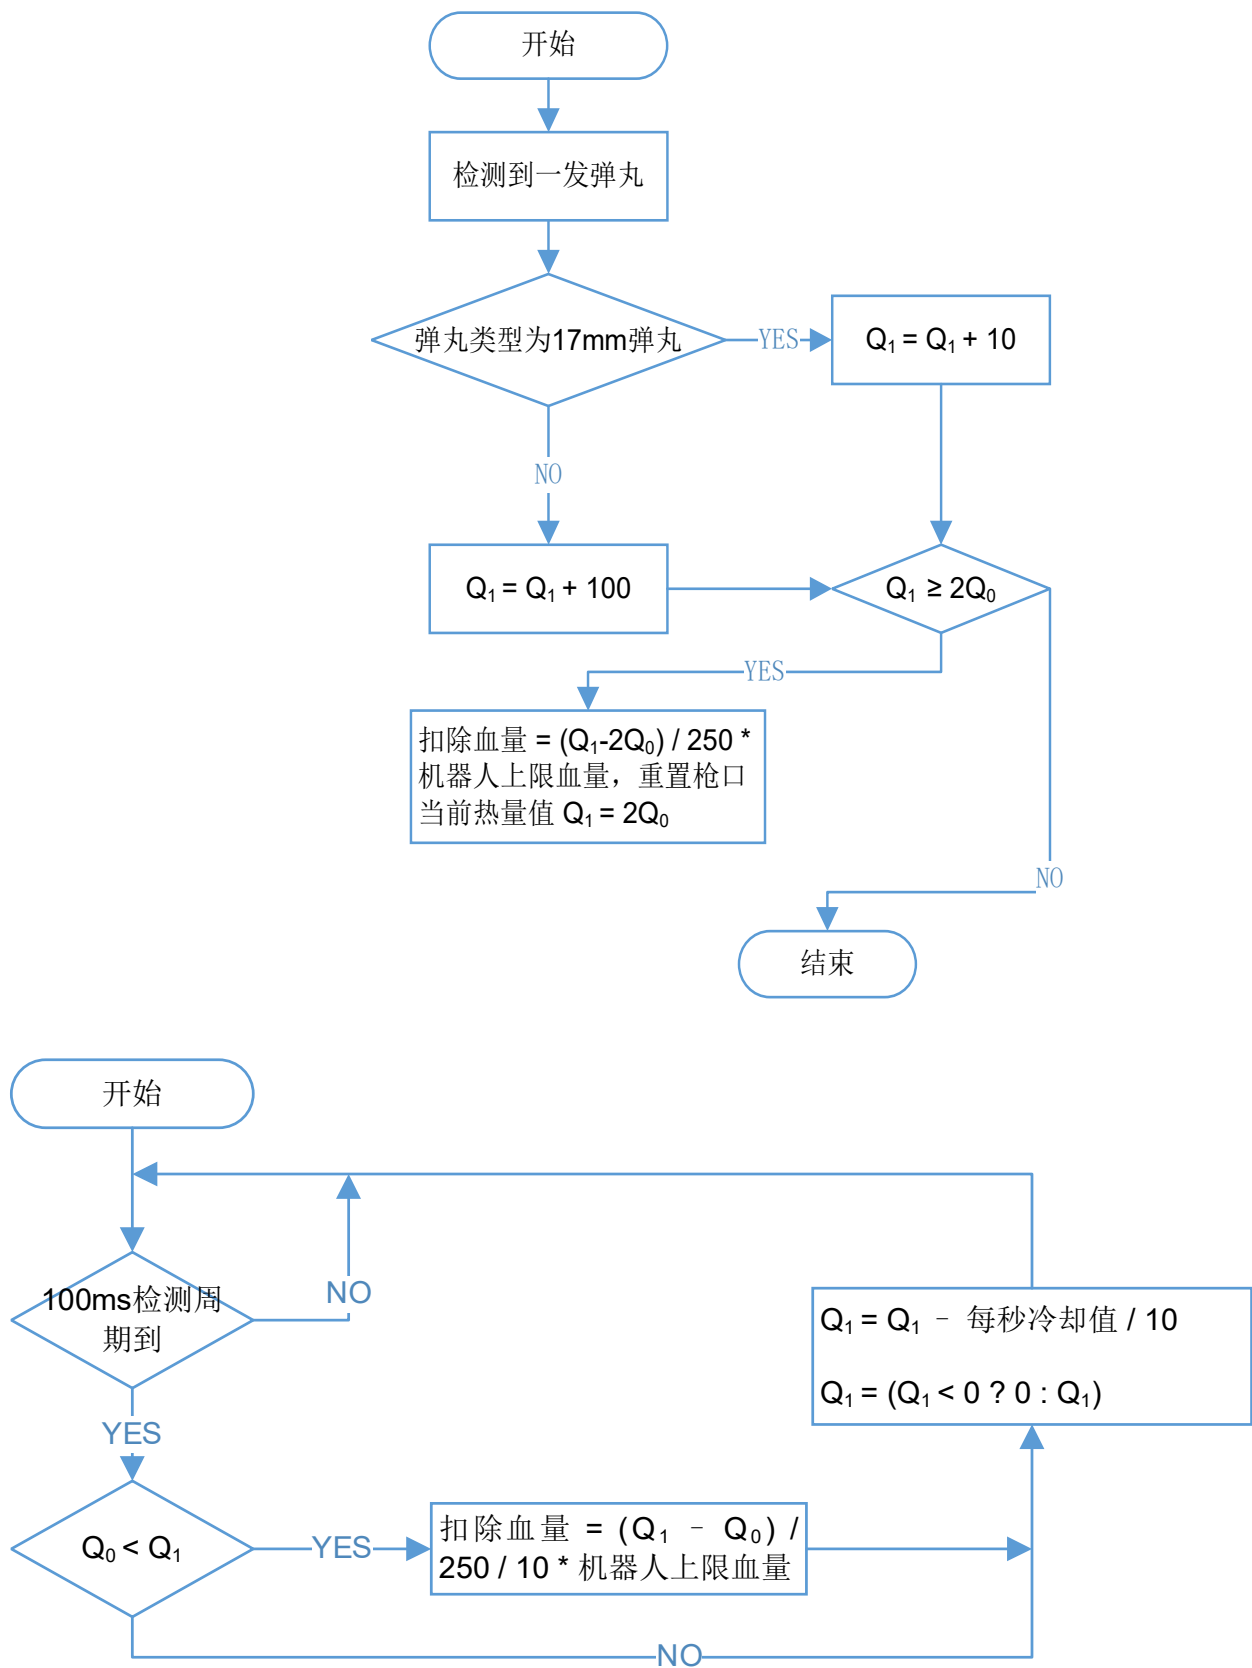 开始
检测到一发弹丸
弹丸类型为17mm弹丸
YES
Q₁ = Q₁ + 10
NO
Q₁ = Q₁ + 100
Q₁ ≥ 2Q₀
YES
扣除血量 = (Q₁-2Q₀) / 250 *
机器人上限血量，重置枪口
当前热量值 Q₁ = 2Q₀
NO
结束
开始
100ms检测周
期到
NO
YES
Q₀ < Q₁
YES
扣除血量 = (Q₁ - Q₀) /
250 / 10 * 机器人上限血量
Q₁ = Q₁ - 每秒冷却值 / 10
Q₁ = (Q₁ < 0 ? 0 : Q₁)
NO